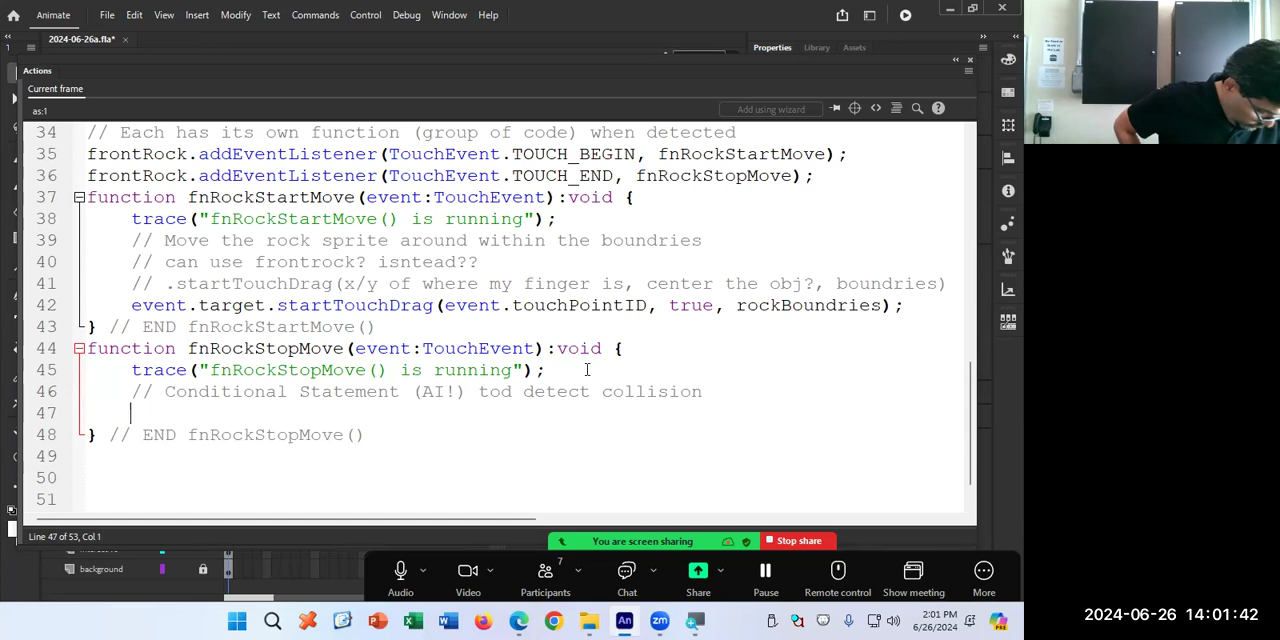 Animate File Edit View Insert Modify Text Commands Control Debug Window Help
2024-06-26a.fla* ×
Properties Library Assets
Actions
Current frame
as:1
Add using wizard
34 // Each has its own function (group of code) when detected
35 frontRock.addEventListener(TouchEvent.TOUCH_BEGIN, fnRockStartMove);
36 frontRock.addEventListener(TouchEvent.TOUCH_END, fnRockStopMove);
37 function fnRockStartMove(event:TouchEvent):void {
38 trace("fnRockStartMove() is running");
39 // Move the rock sprite around within the boundries
40 // can use frontrock? isntead??
41 // .startTouchDrag(x/y of where my finger is, center the obj?, boundries)
42 event.target.startTouchDrag(event.touchPointID, true, rockBoundries);
43 } // END fnRockStartMove()
44 function fnRockStopMove(event:TouchEvent):void {
45 trace("fnRockStopMove() is running");
46 // Conditional Statement (AI!) tod detect collision
47
48 } // END fnRockStopMove()
49
50
51
Line 47 of 53, Col 1
You are screen sharing Stop share
background
7
Audio Video Participants Chat Share Pause Remote control Show meeting More
2:01 PM
6/26/2024
2024-06-26 14:01:42